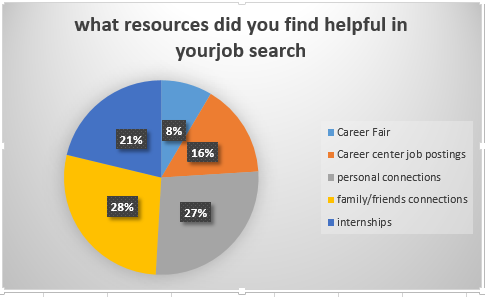 what resources did you find helpful in
yourjob search
8%
16%
27%
28%
21%
Career Fair
Career center job postings
personal connections
family/friends connections
internships